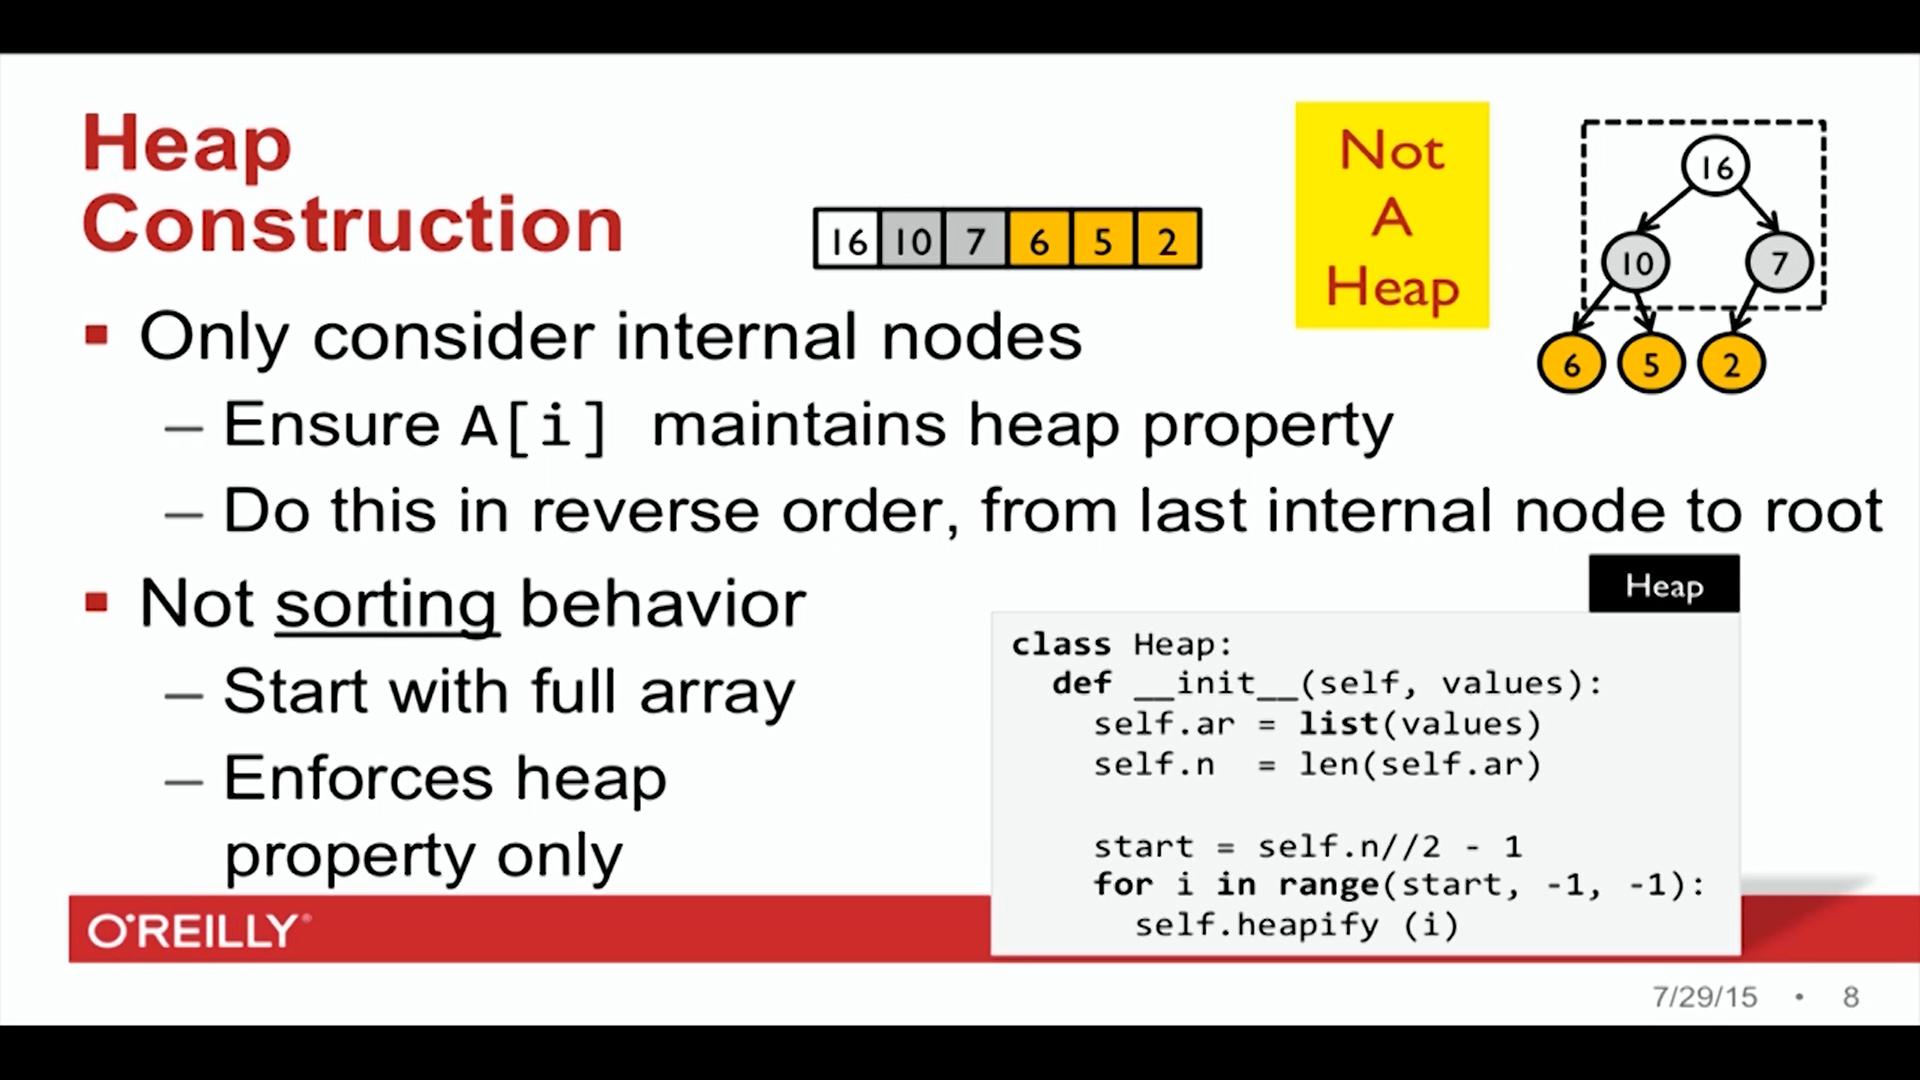 Heap
Construction
16 10 7 6 5 2
Not
A
Heap
16
10 7
6 5 2
Only consider internal nodes
– Ensure A[i] maintains heap property
– Do this in reverse order, from last internal node to root
Not sorting behavior
– Start with full array
– Enforces heap
property only
Heap
class Heap:
def __init__(self, values):
self.ar = list(values)
self.n = len(self.ar)
start = self.n//2 - 1
for i in range(start, -1, -1):
self.heapify (i)
O'REILLY®
7/29/15 • 8